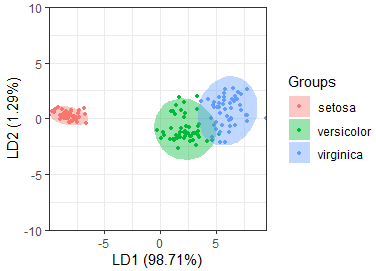 10
5
0
-5
-10
LD2 (1.29%)
-5
0
5
LD1 (98.71%)
Groups
setosa
versicolor
virginica